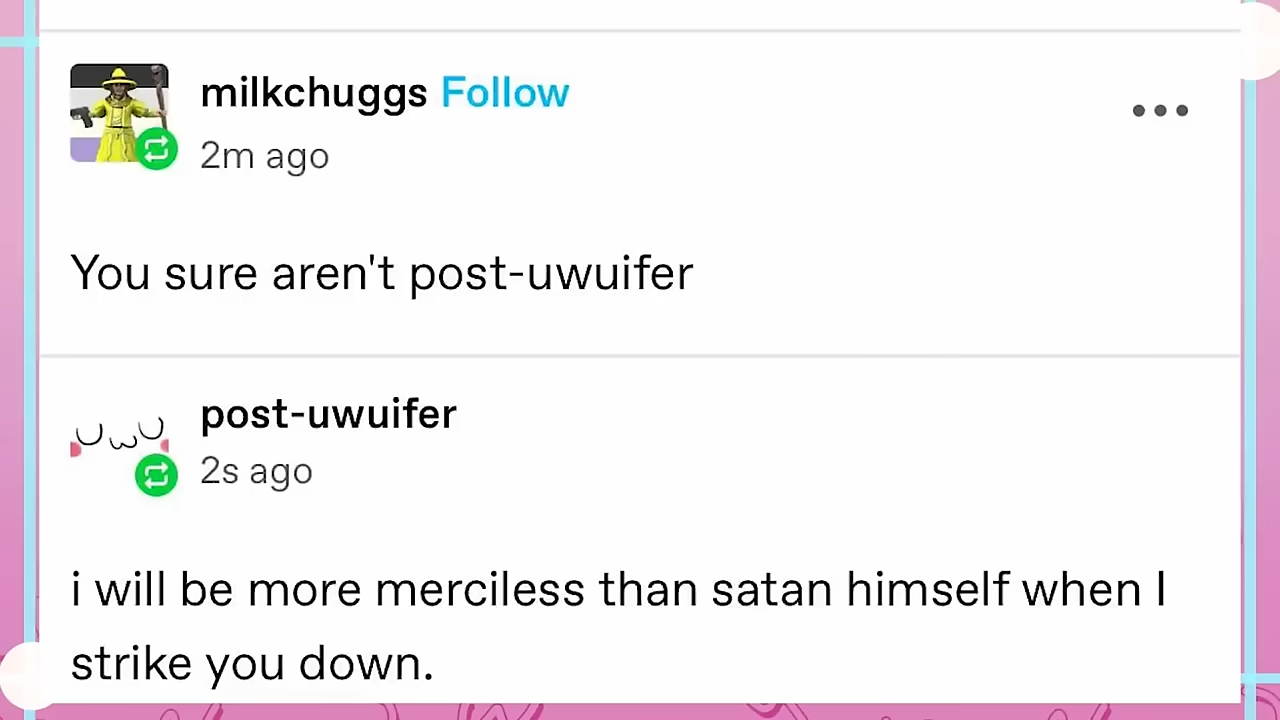 milkchuggs Follow
2m ago
You sure aren't post-uwuifer
post-uwuifer
2s ago
i will be more merciless than satan himself when I
strike you down.